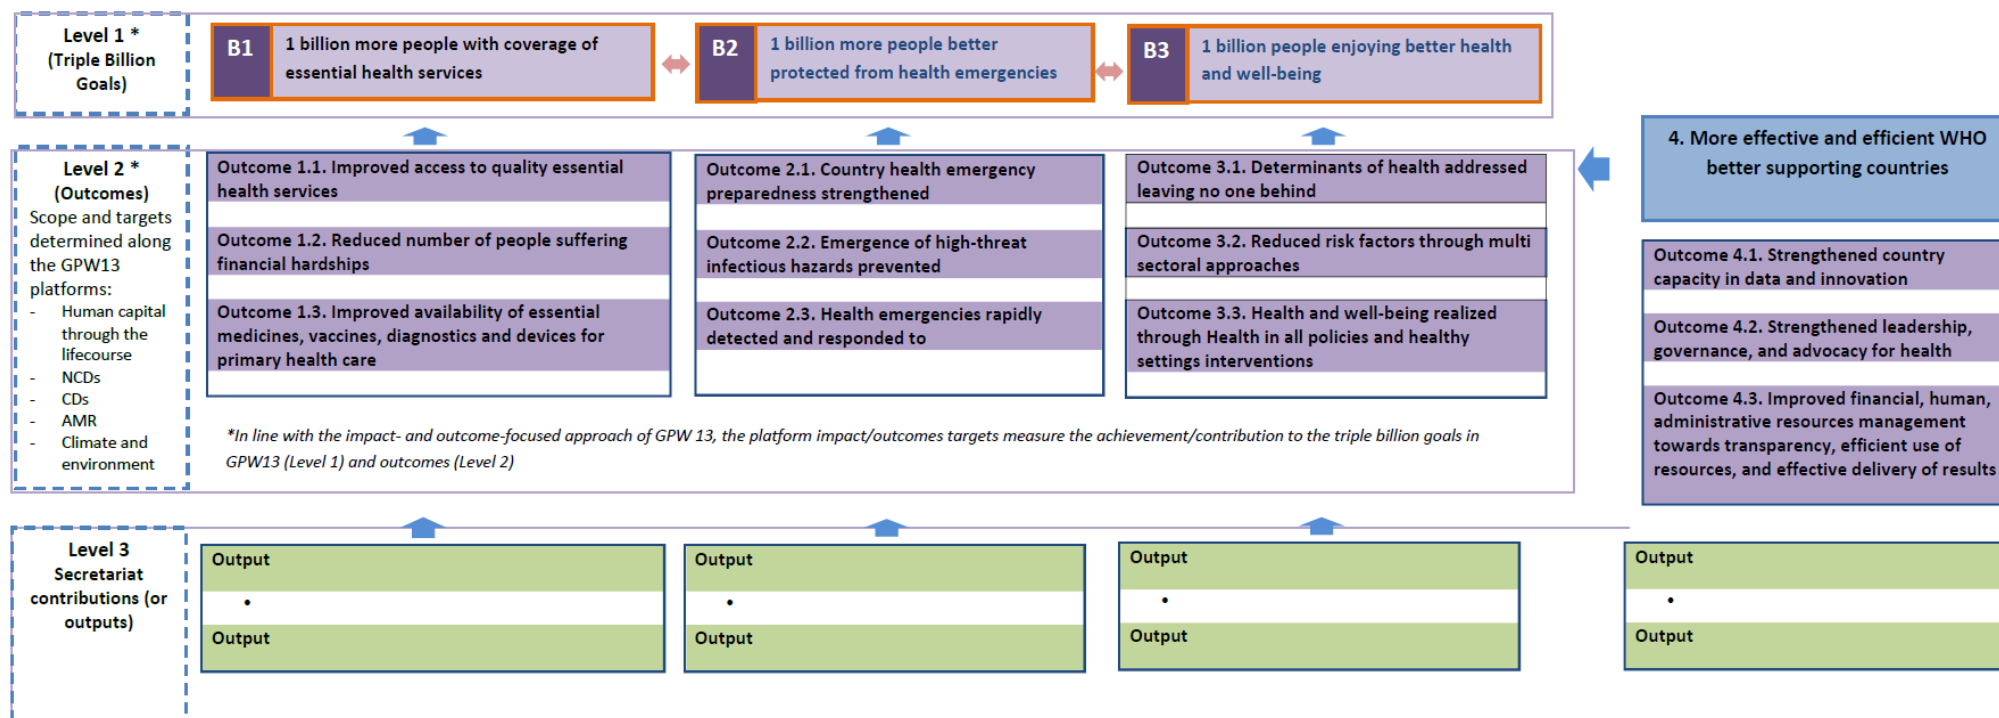 Level 1 *
(Triple Billion
Goals)
B1
1 billion more people with coverage of
essential health services
B2
1 billion more people better
protected from health emergencies
B3
1 billion people enjoying better health
and well-being
Level 2 *
(Outcomes)
Scope and targets
determined along
the GPW13
platforms:
- Human capital
through the
lifecourse
- NCDs
- CDs
- AMR
- Climate and
environment
Outcome 1.1. Improved access to quality essential
health services
Outcome 1.2. Reduced number of people suffering
financial hardships
Outcome 1.3. Improved availability of essential
medicines, vaccines, diagnostics and devices for
primary health care
Outcome 2.1. Country health emergency
preparedness strengthened
Outcome 2.2. Emergence of high-threat
infectious hazards prevented
Outcome 2.3. Health emergencies rapidly
detected and responded to
Outcome 3.1. Determinants of health addressed
leaving no one behind
Outcome 3.2. Reduced risk factors through multi
sectoral approaches
Outcome 3.3. Health and well-being realized
through Health in all policies and healthy
settings interventions
4. More effective and efficient WHO
better supporting countries
Outcome 4.1. Strengthened country
capacity in data and innovation
Outcome 4.2. Strengthened leadership,
governance, and advocacy for health
Outcome 4.3. Improved financial, human,
administrative resources management
towards transparency, efficient use of
resources, and effective delivery of results
*In line with the impact- and outcome-focused approach of GPW 13, the platform impact/outcomes targets measure the achievement/contribution to the triple billion goals in
GPW13 (Level 1) and outcomes (Level 2)
Level 3
Secretariat
contributions (or
outputs)
Output
•
Output
Output
•
Output
Output
•
Output
Output
•
Output